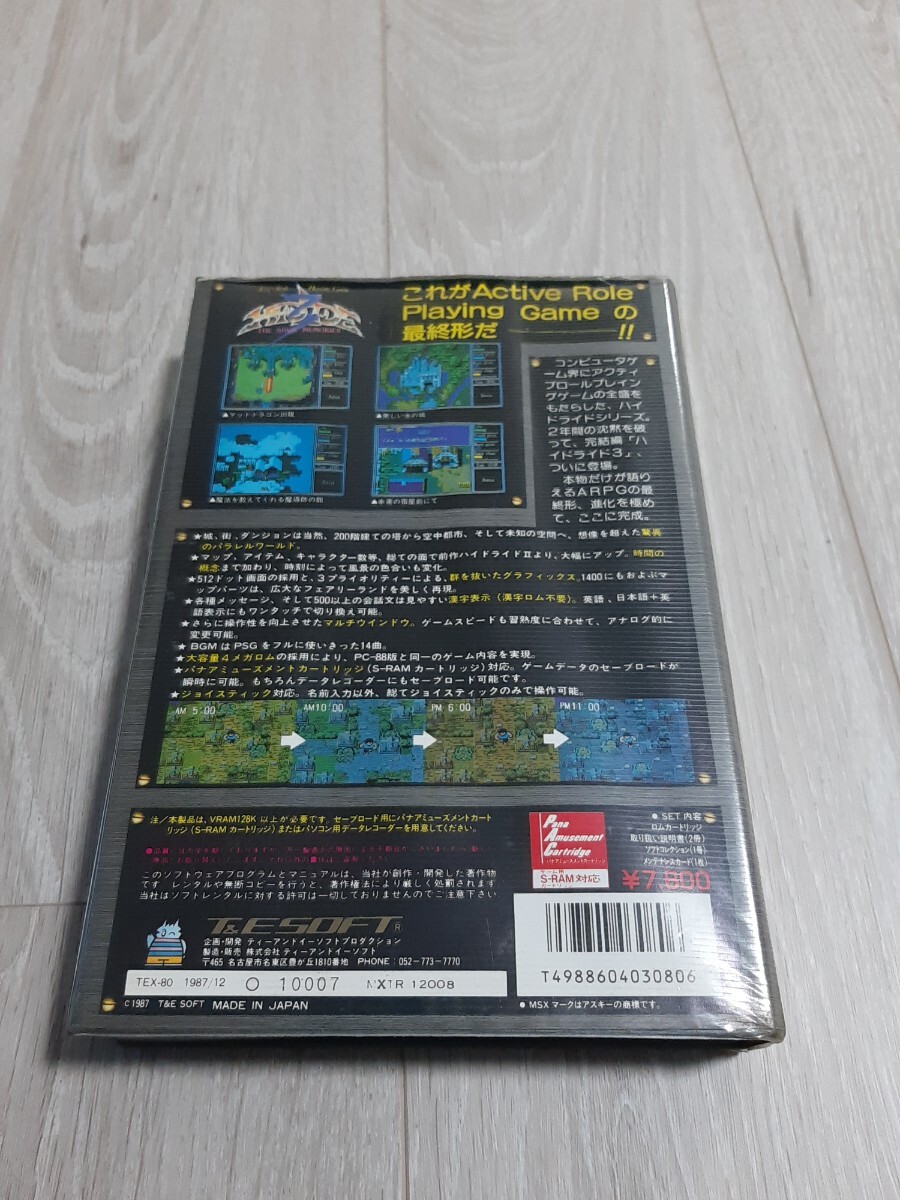 HYDLIDE 3
THE SPACE MEMORIES
これがActive Role
Playing Game の
最終形だ ——— !!
▲マッドドラゴン出現
▲美しい水の城
▲魔法を教えてくれる魔導師の館
コンピュータゲ
ーム界にアクティ
ブロールプレイン
グゲームの全盛を
もたらした、ハイ
ドライドシリーズ。
2年間の沈黙を破
って、完結編「ハ
イドライド3」、
ついに登場。
本物だけが語り
えるARPGの最
終形、進化を極め
て、ここに完成。
★城、街、ダンジョンは当然、200階建ての塔から空中都市、そして未知の空間へ、想像を超えた驚異
のパラレルワールド。
★マップ、アイテム、キャラクター数等、総ての面で前作ハイドライドⅡより、大幅にアップ。時間の
概念まで加わり、時刻によって風景の色合いも変化。
★512ドット画面の採用と、3プライオリティーによる、群を抜いたグラフィックス。1400にもおよぶマ
ップパーツは、広大なフェアリーランドを美しく再現。
★各種メッセージ、そして500以上の会話文は見やすい漢字表示(漢字ロム不要)。英語、日本語+英
語表示にもワンタッチで切り換え可能。
★さらに操作性を向上させたマルチウインドウ。ゲームスピードも習熟度に合わせて、アナログ的に
変更可能。
★BGMはPSGをフルに使いきった14曲。
★大容量4メガロムの採用により、PC-88版と同一のゲーム内容を実現。
★パナアミューズメントカートリッジ(S-RAMカートリッジ)対応。ゲームデータのセーブロードが
瞬時に可能。もちろんデータレコーダーにもセーブロード可能です。
★ジョイスティック対応。名前入力以外、総てジョイスティックのみで操作可能。
AM 5:00
AM10:00
PM 6:00
PM11:00
注/本製品は、VRAM128K以上が必要です。セーブロード用にパナアミューズメントカート
リッジ(S-RAMカートリッジ)またはパソコン用データレコーダーを用意してください。
このソフトウェアプログラムとマニュアルは、当社が創作・開発した著作物
です レンタルや無断コピーを行うと、著作権法により厳しく処罰されます
当社はソフトレンタルに対する許可は一切しておりませんのでご注意下さい
Pana
Amusement
Cartridge
パナアミューズメントカートリッジ
ゲーム用
S-RAM対応
カートリッジ
● SET 内容
ロムカートリッジ
取り扱い説明書(2冊)
ソフトコレクション(1冊)
メンテナンスカード(1枚)
¥7,800
T&E SOFT ®
企画・開発 ティーアンドイーソフトプロダクション
製造・販売 株式会社 ティーアンドイーソフト
〒465 名古屋市名東区豊が丘1810番地 PHONE:052-773-7770
TEX-80 1987/12 O 10007 MXTR 12008
T4988604030806
© 1987 T&E SOFT MADE IN JAPAN
● MSX マークはアスキーの商標です。